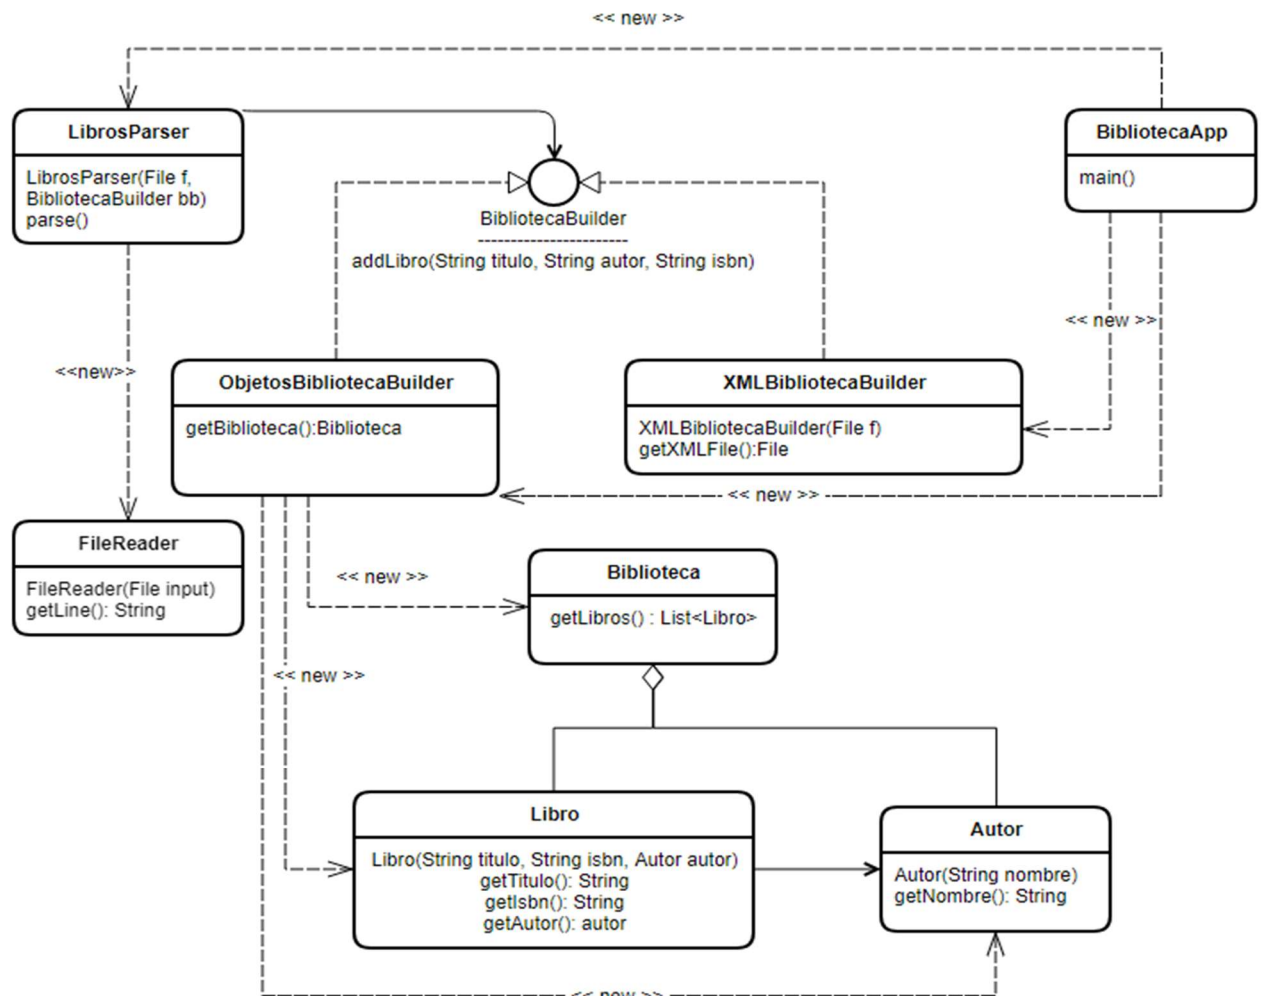 << new >>
LibrosParser
LibrosParser(File f,
BibliotecaBuilder bb)
parse()
BibliotecaApp
main()
BibliotecaBuilder
------------------------
addLibro(String titulo, String autor, String isbn)
<< new >>
<<new>>
ObjetosBibliotecaBuilder
getBiblioteca():Biblioteca
XMLBibliotecaBuilder
XMLBibliotecaBuilder(File f)
getXMLFile():File
<< new >>
FileReader
FileReader(File input)
getLine(): String
<< new >>
Biblioteca
getLibros() : List<Libro>
<< new >>
Libro
Libro(String titulo, String isbn, Autor autor)
getTitulo(): String
getIsbn(): String
getAutor(): autor
Autor
Autor(String nombre)
getNombre(): String
<< new >>